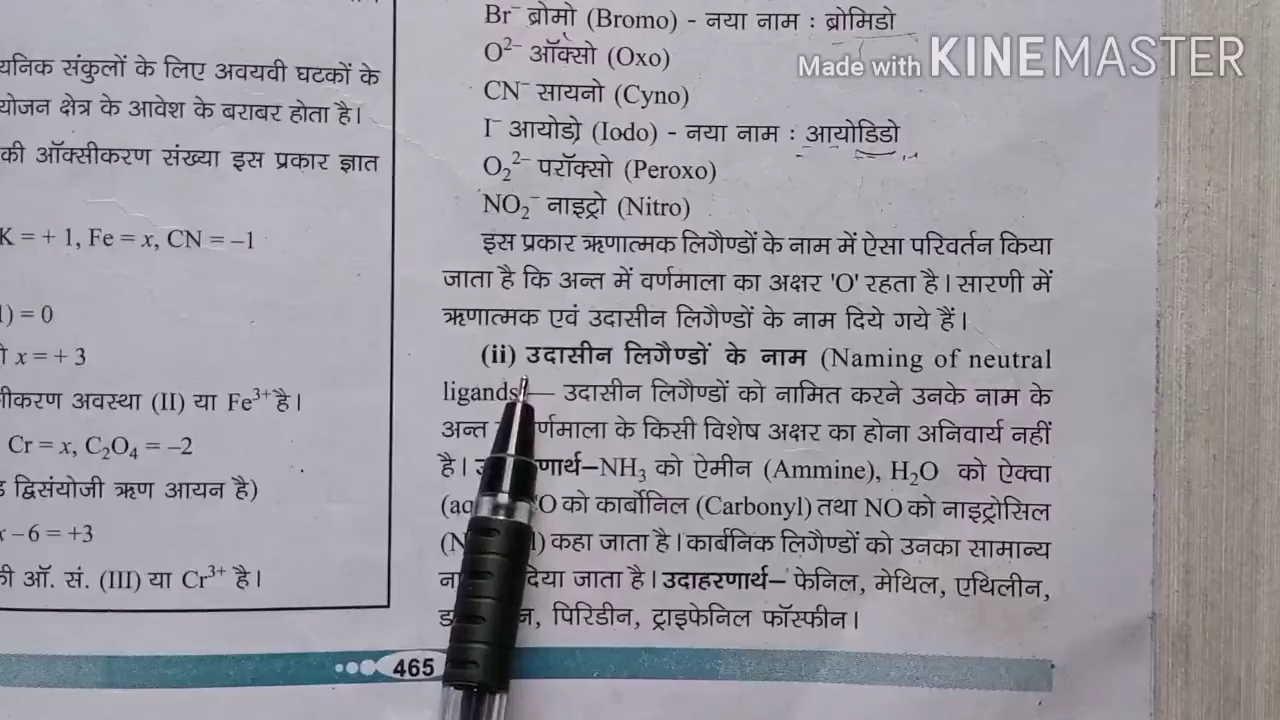 यनिक संकुलों के लिए अवयवी घटकों के
योजन क्षेत्र के आवेश के बराबर होता है।
की ऑक्सीकरण संख्या इस प्रकार ज्ञात
K = + 1, Fe = x, CN = –1
) = 0
x = + 3
ीकरण अवस्था (II) या Fe³⁺ है।
Cr = x, C₂O₄ = –2
द्विसंयोजी ऋण आयन है)
– 6 = +3
की ऑ. सं. (III) या Cr³⁺ है।
Br⁻ ब्रोमो (Bromo) - नया नाम : ब्रोमिडो
O²⁻ ऑक्सो (Oxo)
CN⁻ सायनो (Cyno)
I⁻ आयोडो (Iodo) - नया नाम : आयोडिडो
O₂²⁻ परॉक्सो (Peroxo)
NO₂⁻ नाइट्रो (Nitro)
इस प्रकार ऋणात्मक लिगैण्डों के नाम में ऐसा परिवर्तन किया
जाता है कि अन्त में वर्णमाला का अक्षर 'O' रहता है। सारणी में
ऋणात्मक एवं उदासीन लिगैण्डों के नाम दिये गये हैं।
(ii) उदासीन लिगैण्डों के नाम (Naming of neutral
ligands — उदासीन लिगैण्डों को नामित करने उनके नाम के
अन्त र्णमाला के किसी विशेष अक्षर का होना अनिवार्य नहीं
है। णार्थ–NH₃ को ऐमीन (Ammine), H₂O को ऐक्वा
(aq O को कार्बोनिल (Carbonyl) तथा NO को नाइट्रोसिल
(N l) कहा जाता है। कार्बनिक लिगैण्डों को उनका सामान्य
ना दिया जाता है। उदाहरणार्थ– फेनिल, मेथिल, एथिलीन,
न, पिरिडीन, ट्राइफेनिल फॉस्फीन।
465
Made with KINEMASTER